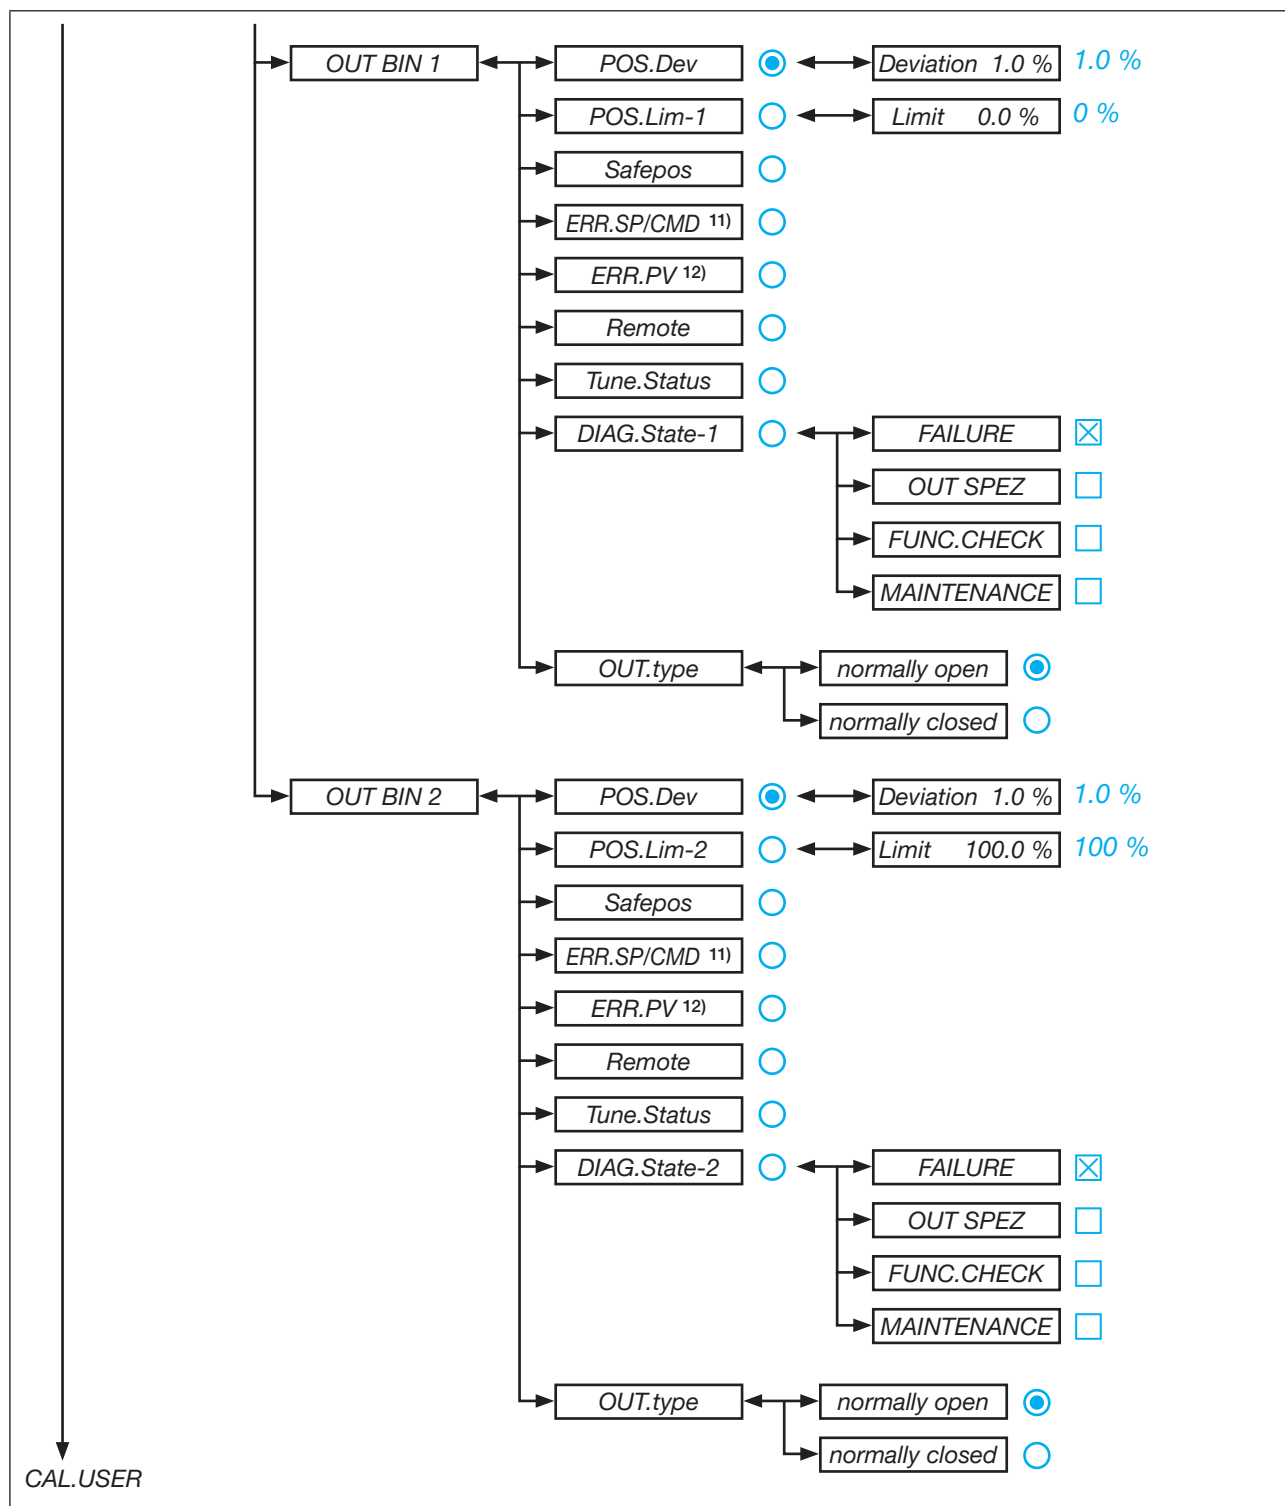 OUT BIN 1 POS.Dev Deviation 1.0 % 1.0 %
POS.Lim-1 Limit 0.0 % 0 %
Safepos
ERR.SP/CMD 11)
ERR.PV 12)
Remote
Tune.Status
DIAG.State-1 FAILURE
OUT SPEZ
FUNC.CHECK
MAINTENANCE
OUT.type normally open
normally closed
OUT BIN 2 POS.Dev Deviation 1.0 % 1.0 %
POS.Lim-2 Limit 100.0 % 100 %
Safepos
ERR.SP/CMD 11)
ERR.PV 12)
Remote
Tune.Status
DIAG.State-2 FAILURE
OUT SPEZ
FUNC.CHECK
MAINTENANCE
OUT.type normally open
normally closed
CAL.USER